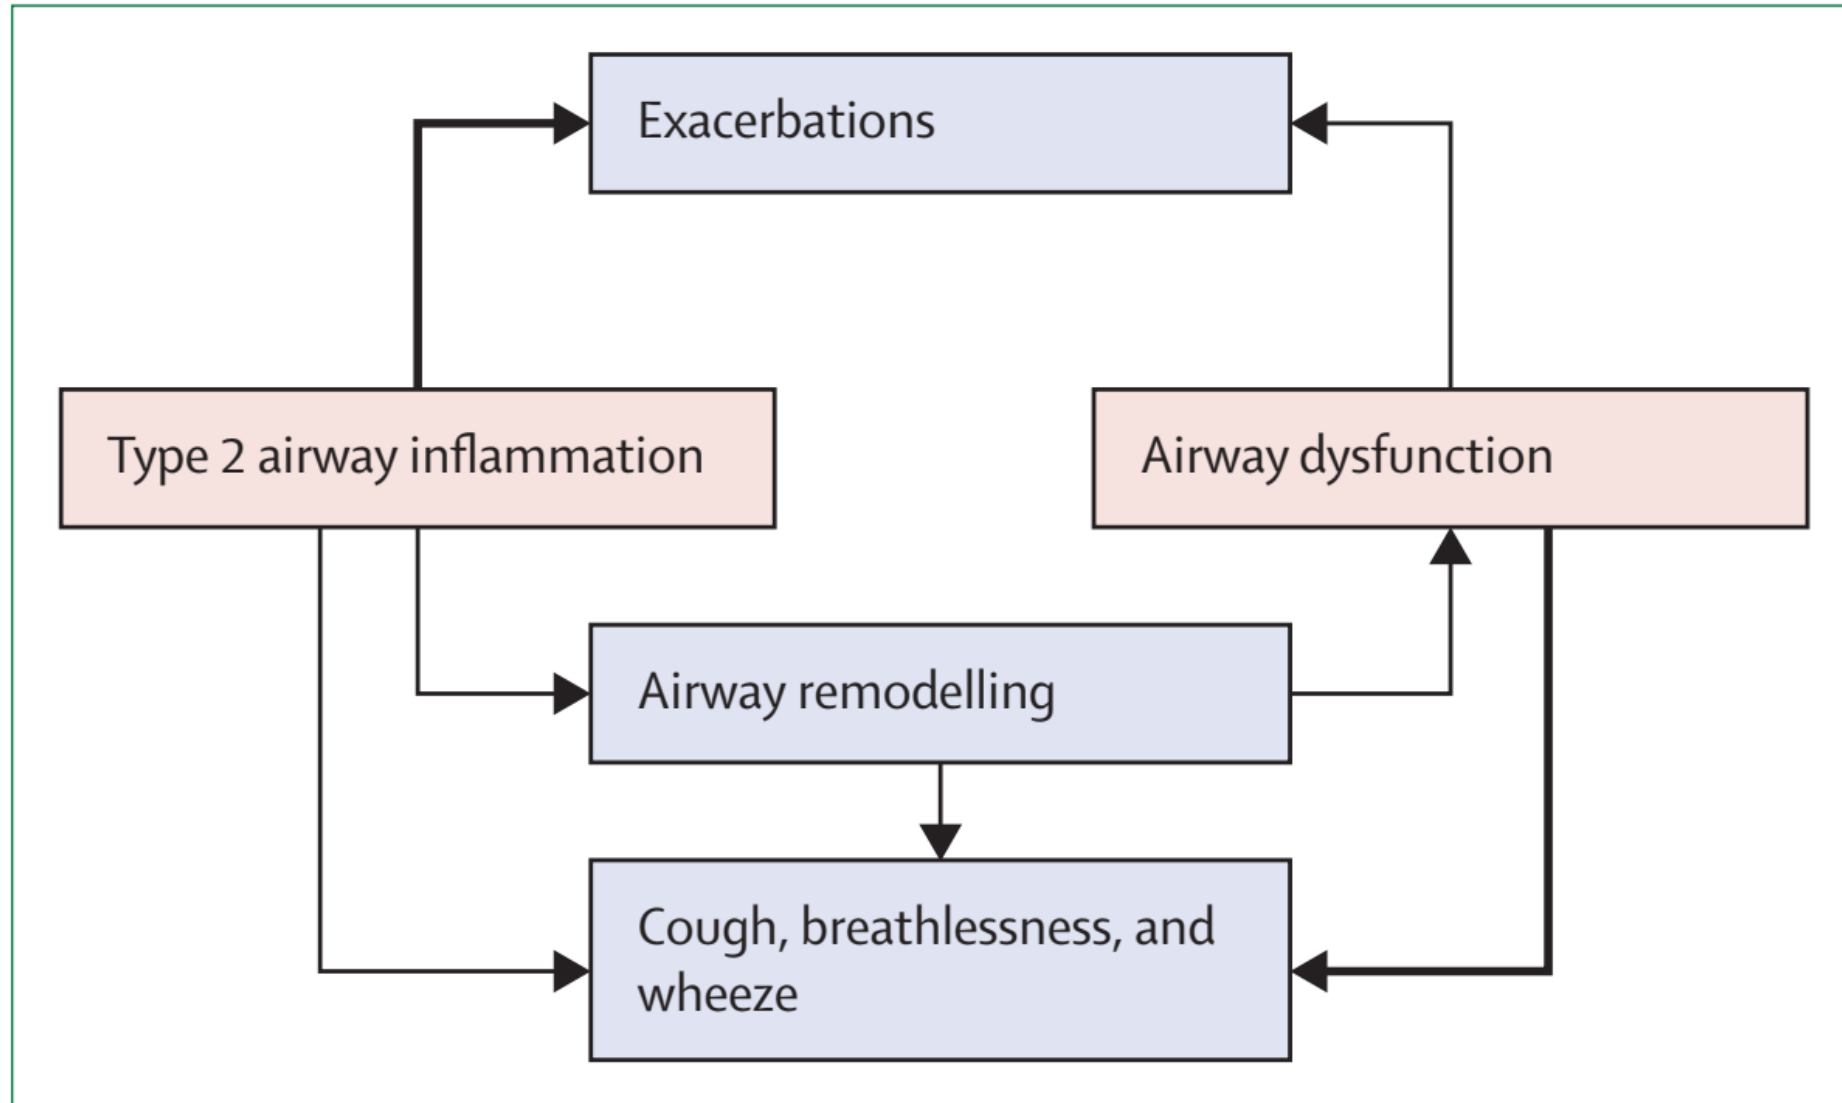 Exacerbations
Type 2 airway inflammation
Airway dysfunction
Airway remodelling
Cough, breathlessness, and
wheeze